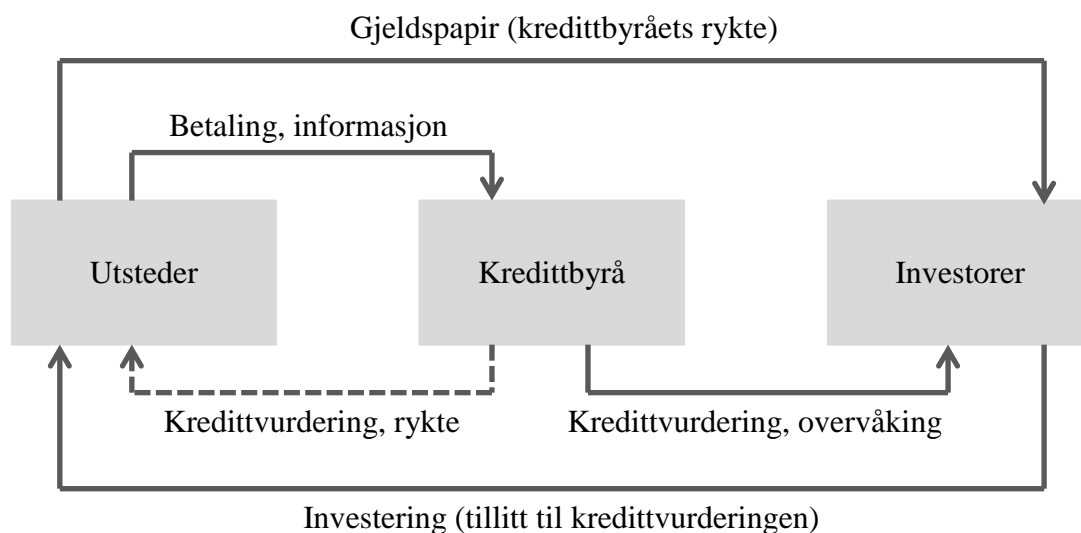 Gjeldspapir (kredittbyråets rykte)
Betaling, informasjon
Utsteder
Kredittbyrå
Investorer
Kredittvurdering, rykte
Kredittvurdering, overvåking
Investering (tillitt til kredittvurderingen)